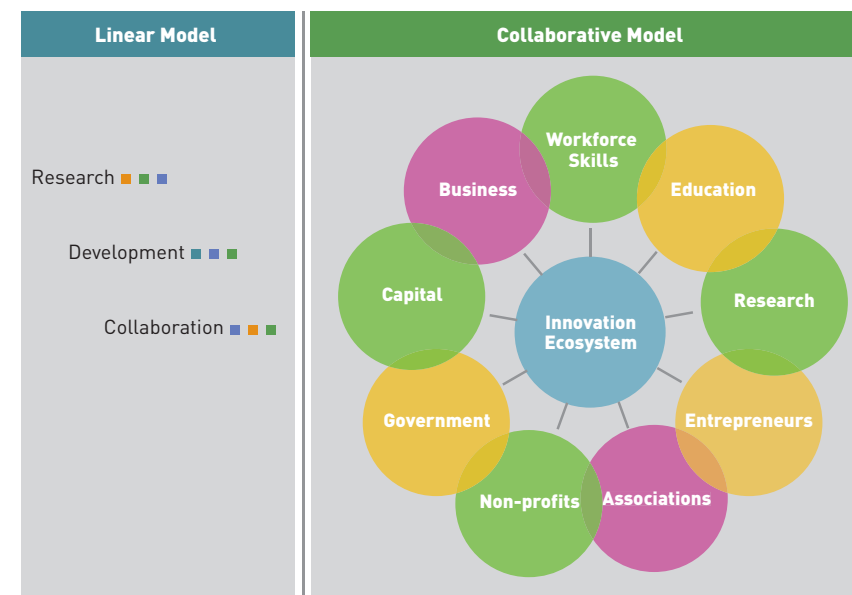 Linear Model
Research
Development
Collaboration
Collaborative Model
Workforce
Skills
Business
Education
Capital
Research
Innovation
Ecosystem
Government
Entrepreneurs
Non-profits
Associations